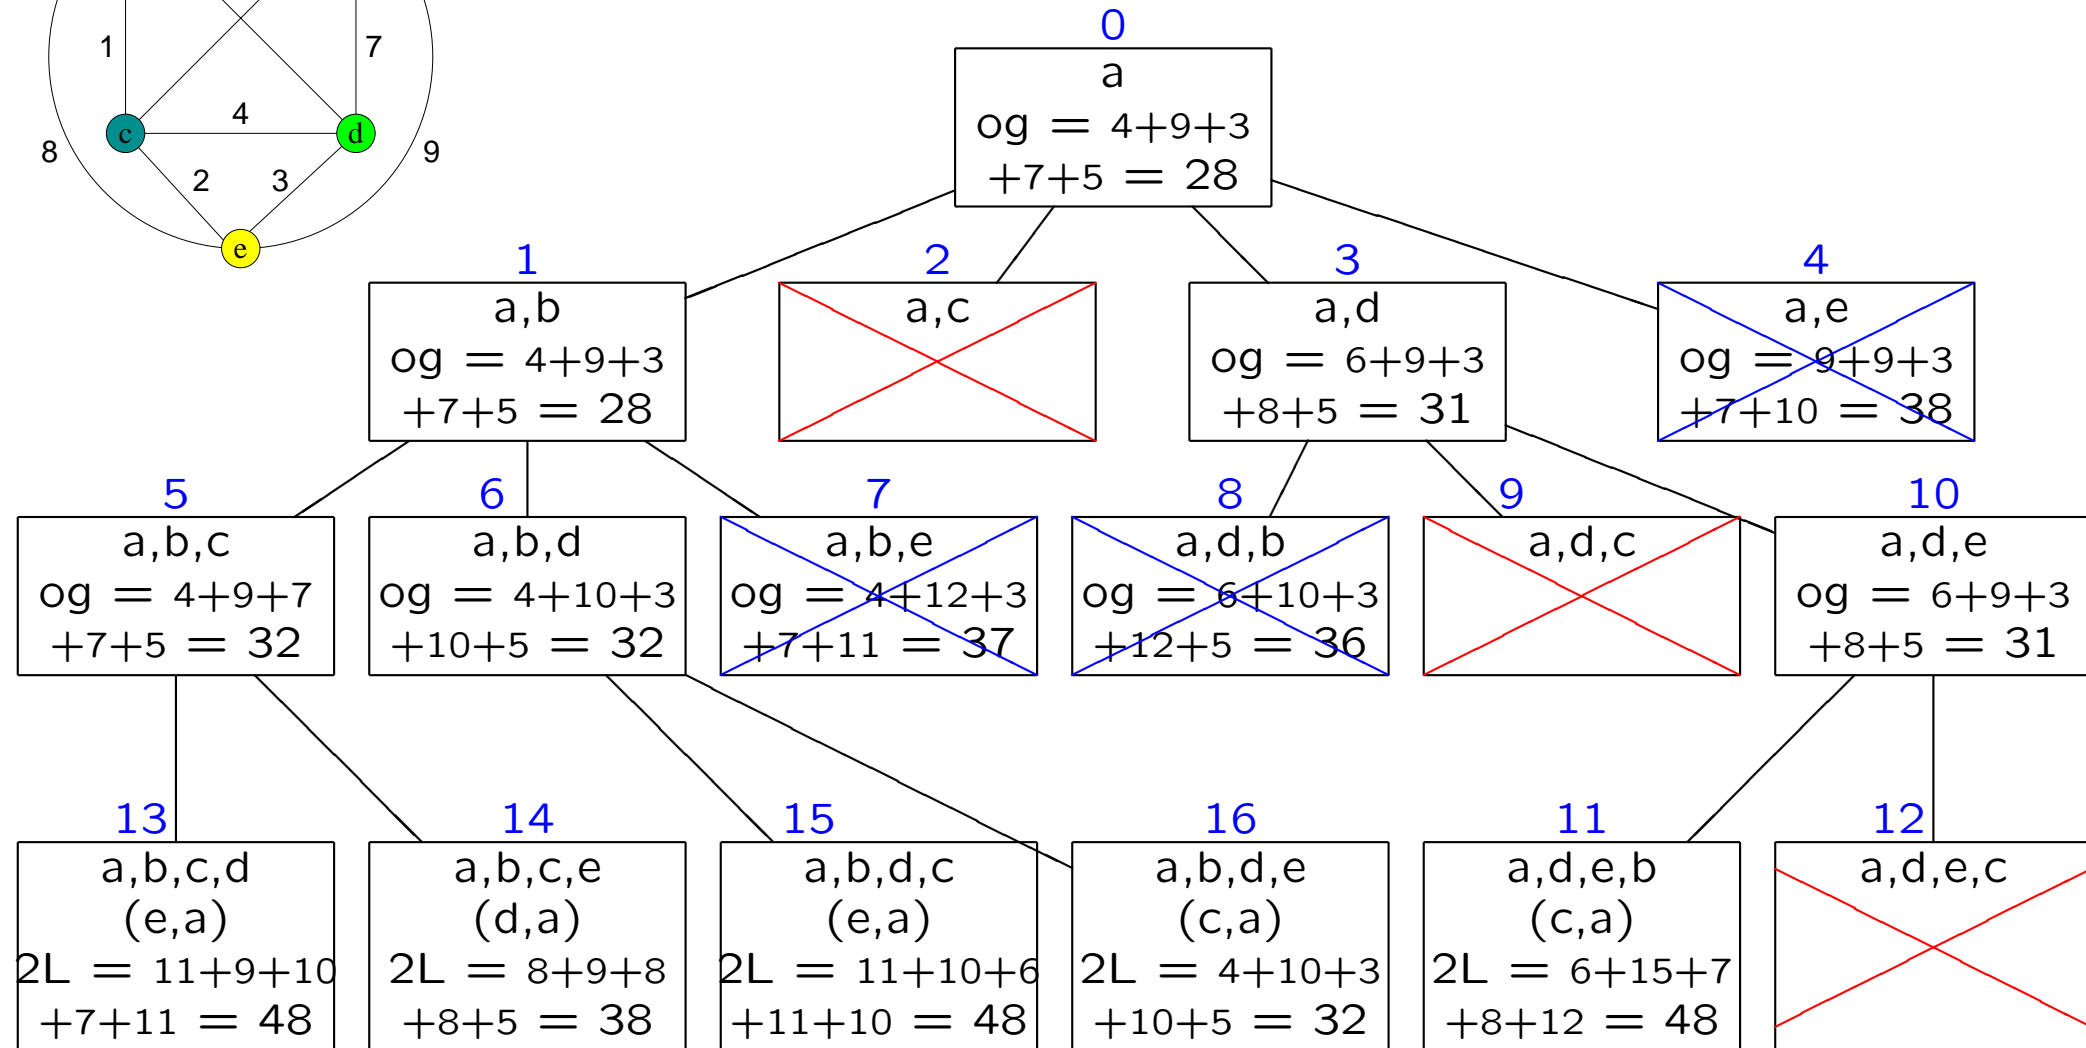 1
7
4
c
d
8
9
2
3
e
0
a
og = 4+9+3
+7+5 = 28
1
a,b
og = 4+9+3
+7+5 = 28
2
a,c
3
a,d
og = 6+9+3
+8+5 = 31
4
a,e
og = 9+9+3
+7+10 = 38
5
a,b,c
og = 4+9+7
+7+5 = 32
6
a,b,d
og = 4+10+3
+10+5 = 32
7
a,b,e
og = 4+12+3
+7+11 = 37
8
a,d,b
og = 6+10+3
+12+5 = 36
9
a,d,c
10
a,d,e
og = 6+9+3
+8+5 = 31
13
a,b,c,d
(e,a)
2L = 11+9+10
+7+11 = 48
14
a,b,c,e
(d,a)
2L = 8+9+8
+8+5 = 38
15
a,b,d,c
(e,a)
2L = 11+10+6
+11+10 = 48
16
a,b,d,e
(c,a)
2L = 4+10+3
+10+5 = 32
11
a,d,e,b
(c,a)
2L = 6+15+7
+8+12 = 48
12
a,d,e,c